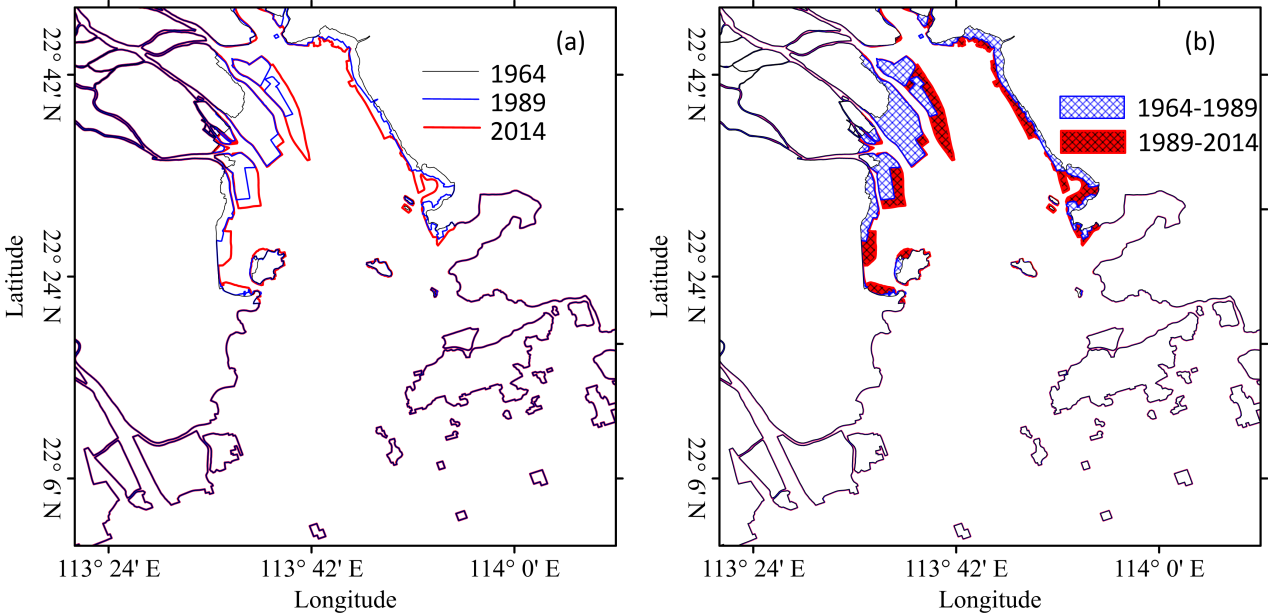 (a)
1964
1989
2014
22° 42' N
22° 24' N
22° 6' N
Latitude
113° 24' E
113° 42' E
114° 0' E
Longitude
(b)
1964-1989
1989-2014
22° 42' N
22° 24' N
22° 6' N
Latitude
113° 24' E
113° 42' E
114° 0' E
Longitude